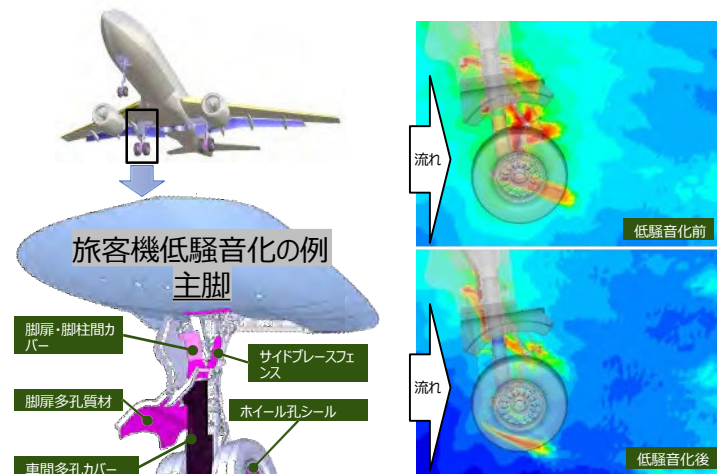 旅客機低騒音化の例
主脚
脚扉・脚柱間カ
バー
サイドブレースフェ
ンス
脚扉多孔質材
ホイール孔シール
車間多孔カバー
流れ
低騒音化前
流れ
低騒音化後